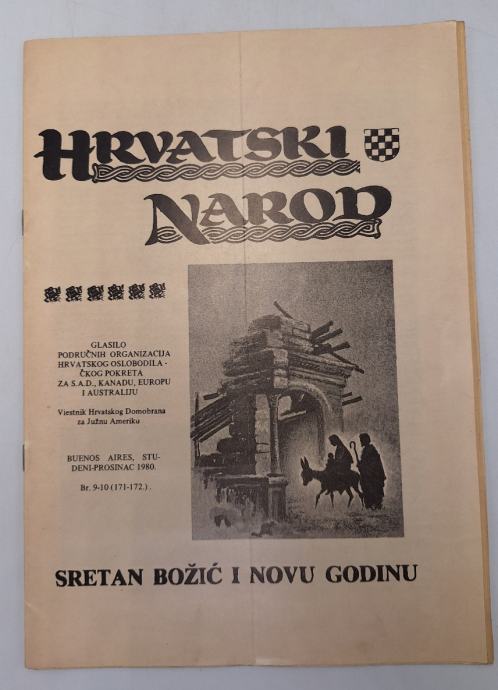 HRVATSKI
NAROD
GLASILO
PODRUČNIH ORGANIZACIJA
HRVATSKOG OSLOBODILA -
ČKOG POKRETA
ZA S.A.D., KANADU, EUROPU
I AUSTRALIJU
Viestnik Hrvatskog Domobrana
za Južnu Ameriku
BUENOS AIRES, STU-
DENI-PROSINAC 1980.
Br. 9-10 (171-172.).
SRETAN BOŽIĆ I NOVU GODINU